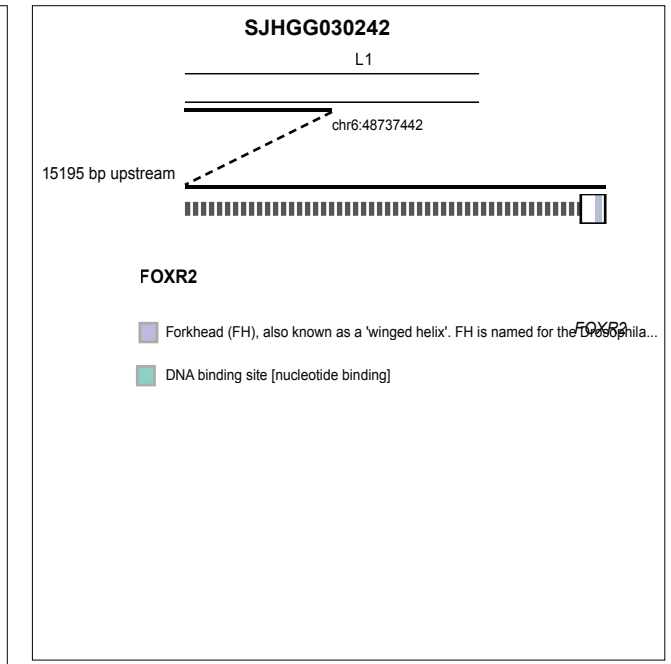 SJHGG030242
L1
chr6:48737442
15195 bp upstream
FOXR2
Forkhead (FH), also known as a 'winged helix'. FH is named for the Drosophila...
FOXR2
DNA binding site [nucleotide binding]